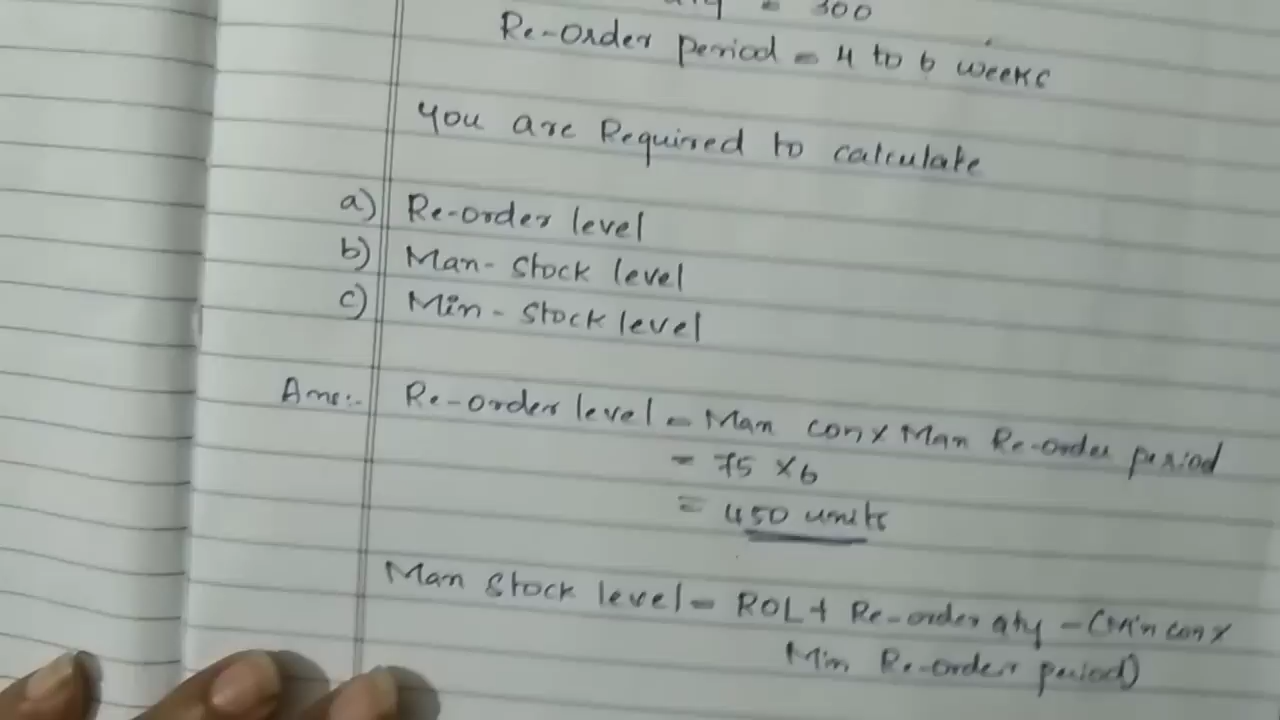 = 300
Re-Order period = 4 to 6 weeks
You are Required to calculate
a) Re-order level
b) Max - Stock level
c) Min - Stock level
Ans:- Re-order level = Max con x Max Re-order period
= 75 x 6
= 450 units
Max Stock level = ROL + Re-order qty - (Min con x
Min Re-order period)